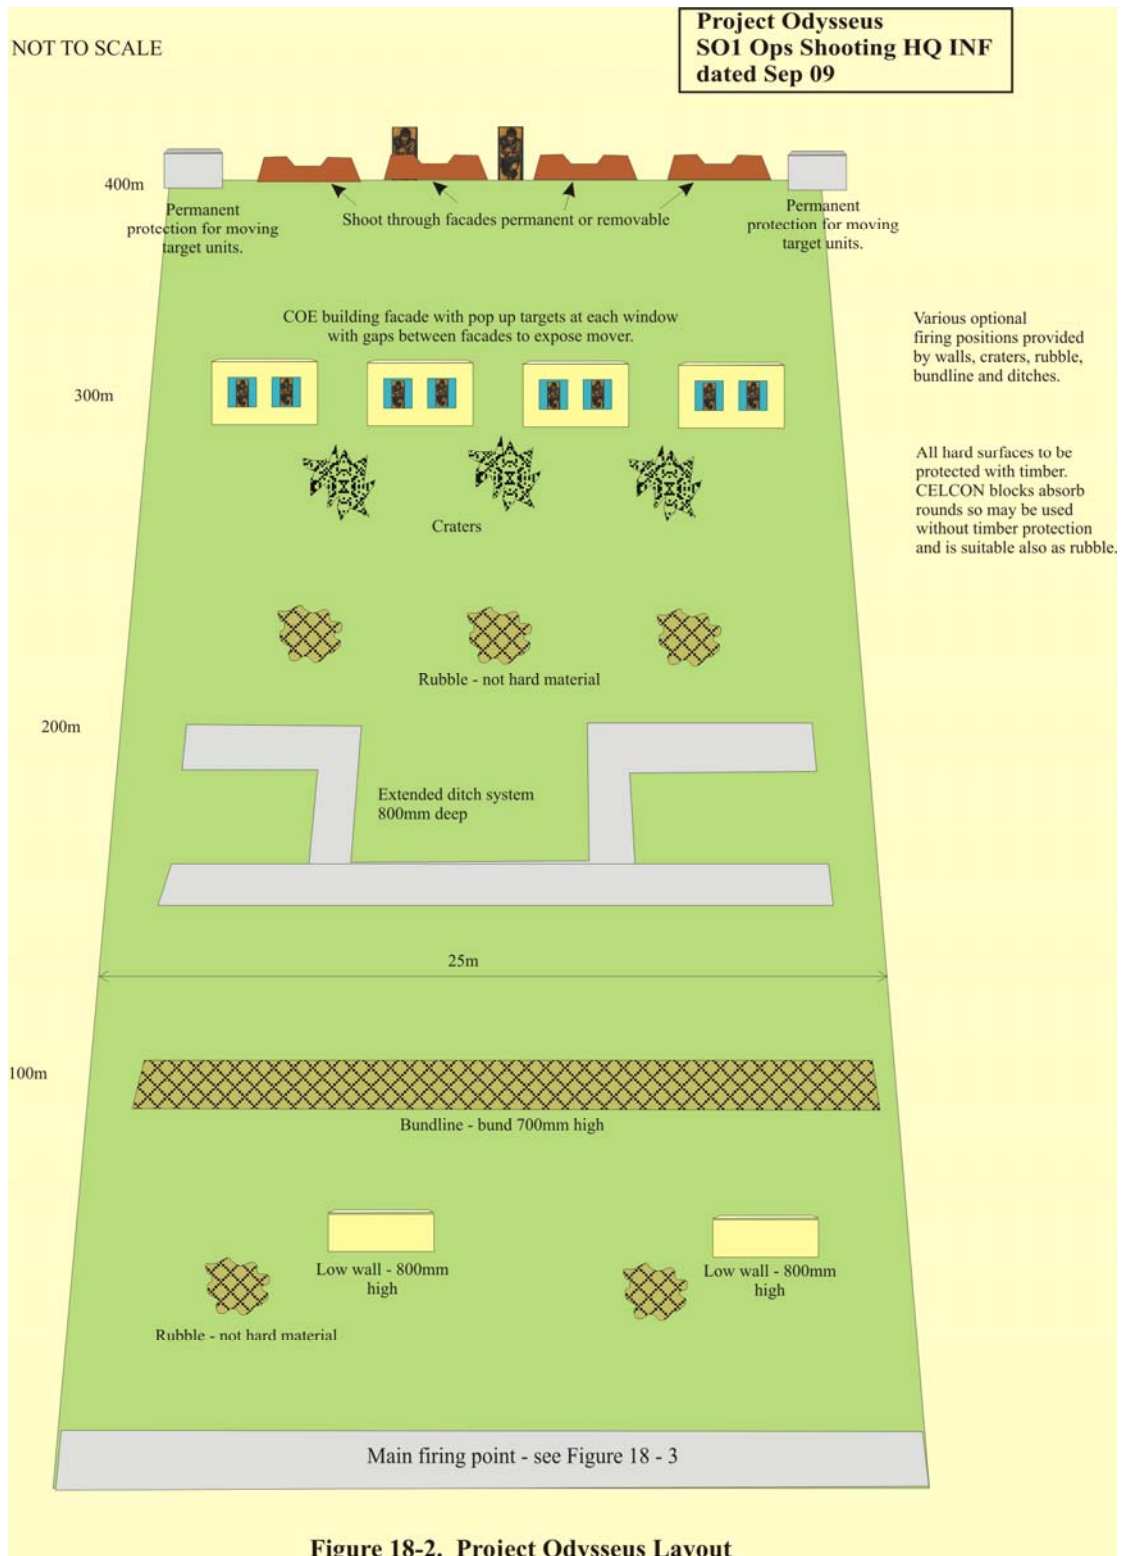 Project Odysseus
SO1 Ops Shooting HQ INF
dated Sep 09
NOT TO SCALE
400m
Permanent
protection for moving
target units.
Shoot through facades permanent or removable
Permanent
protection for moving
target units.
COE building facade with pop up targets at each window
with gaps between facades to expose mover.
Various optional
firing positions provided
by walls, craters, rubble,
bundline and ditches.
300m
All hard surfaces to be
protected with timber.
CELCON blocks absorb
rounds so may be used
without timber protection
and is suitable also as rubble.
Craters
Rubble - not hard material
200m
Extended ditch system
800mm deep
25m
100m
Bundline - bund 700mm high
Low wall - 800mm
high
Low wall - 800mm
high
Rubble - not hard material
Main firing point - see Figure 18 - 3
Figure 18-2. Project Odysseus Layout